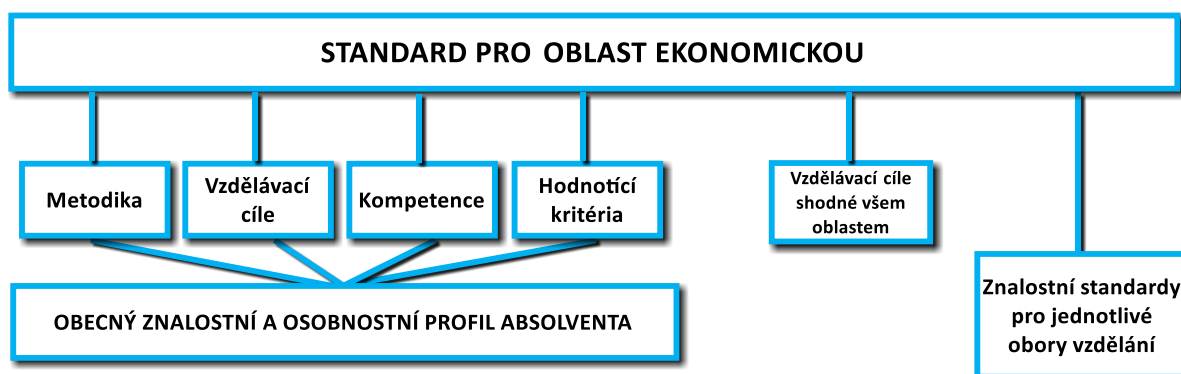 STANDARD PRO OBLAST EKONOMICKOU
Metodika
Vzdělávací
cíle
Kompetence
Hodnotící
kritéria
Vzdělávací cíle
shodné všem
oblastem
Znalostní standardy
pro jednotlivé
obory vzdělání
OBECNÝ ZNALOSTNÍ A OSOBNOSTNÍ PROFIL ABSOLVENTA